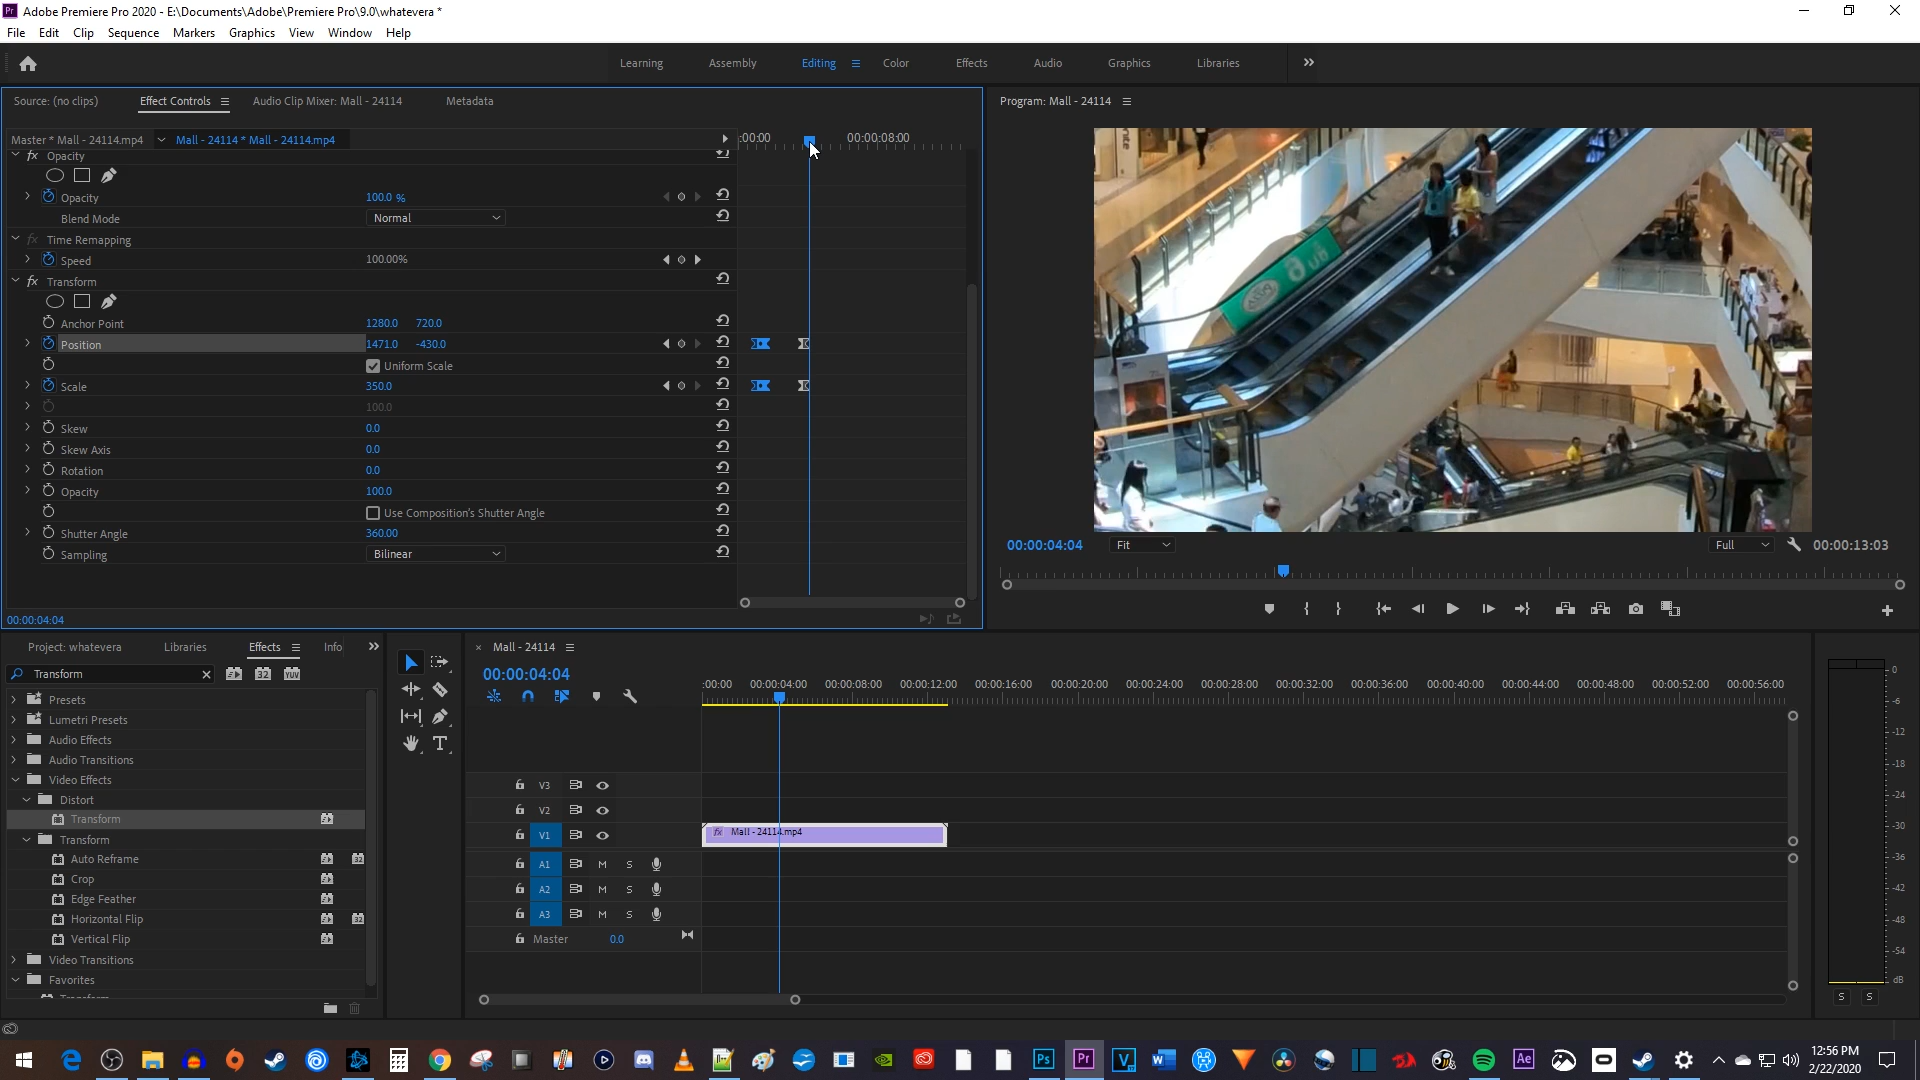 Adobe Premiere Pro 2020 - E:\Documents\Adobe\Premiere Pro\9.0\whatevera *
File Edit Clip Sequence Markers Graphics View Window Help
Learning Assembly Editing Color Effects Audio Graphics Libraries
Source: (no clips) Effect Controls Audio Clip Mixer: Mall - 24114 Metadata
Program: Mall - 24114
Master * Mall - 24114.mp4 Mall - 24114 * Mall - 24114.mp4
:00:00 00:00:08:00
fx Opacity
Opacity 100.0 %
Blend Mode Normal
fx Time Remapping
Speed 100.00%
fx Transform
Anchor Point 1280.0 720.0
Position 1471.0 -430.0
Uniform Scale
Scale 350.0
100.0
Skew 0.0
Skew Axis 0.0
Rotation 0.0
Opacity 100.0
Use Composition's Shutter Angle
Shutter Angle 360.00
Sampling Bilinear
00:00:04:04
00:00:04:04 Fit Full 00:00:13:03
Project: whatevera Libraries Effects Info
Transform
Presets
Lumetri Presets
Audio Effects
Audio Transitions
Video Effects
Distort
Transform
Transform
Auto Reframe
Crop
Edge Feather
Horizontal Flip
Vertical Flip
Video Transitions
Favorites
Mall - 24114
00:00:04:04
:00:00 00:00:04:00 00:00:08:00 00:00:12:00 00:00:16:00 00:00:20:00 00:00:24:00 00:00:28:00 00:00:32:00 00:00:36:00 00:00:40:00 00:00:44:00 00:00:48:00 00:00:52:00 00:00:56:00
V3
V2
V1 fx Mall - 24114.mp4
A1 M S
A2 M S
A3 M S
Master 0.0
0
-6
-12
-18
-24
-30
-36
-42
-48
-54
dB
S S
12:56 PM
2/22/2020